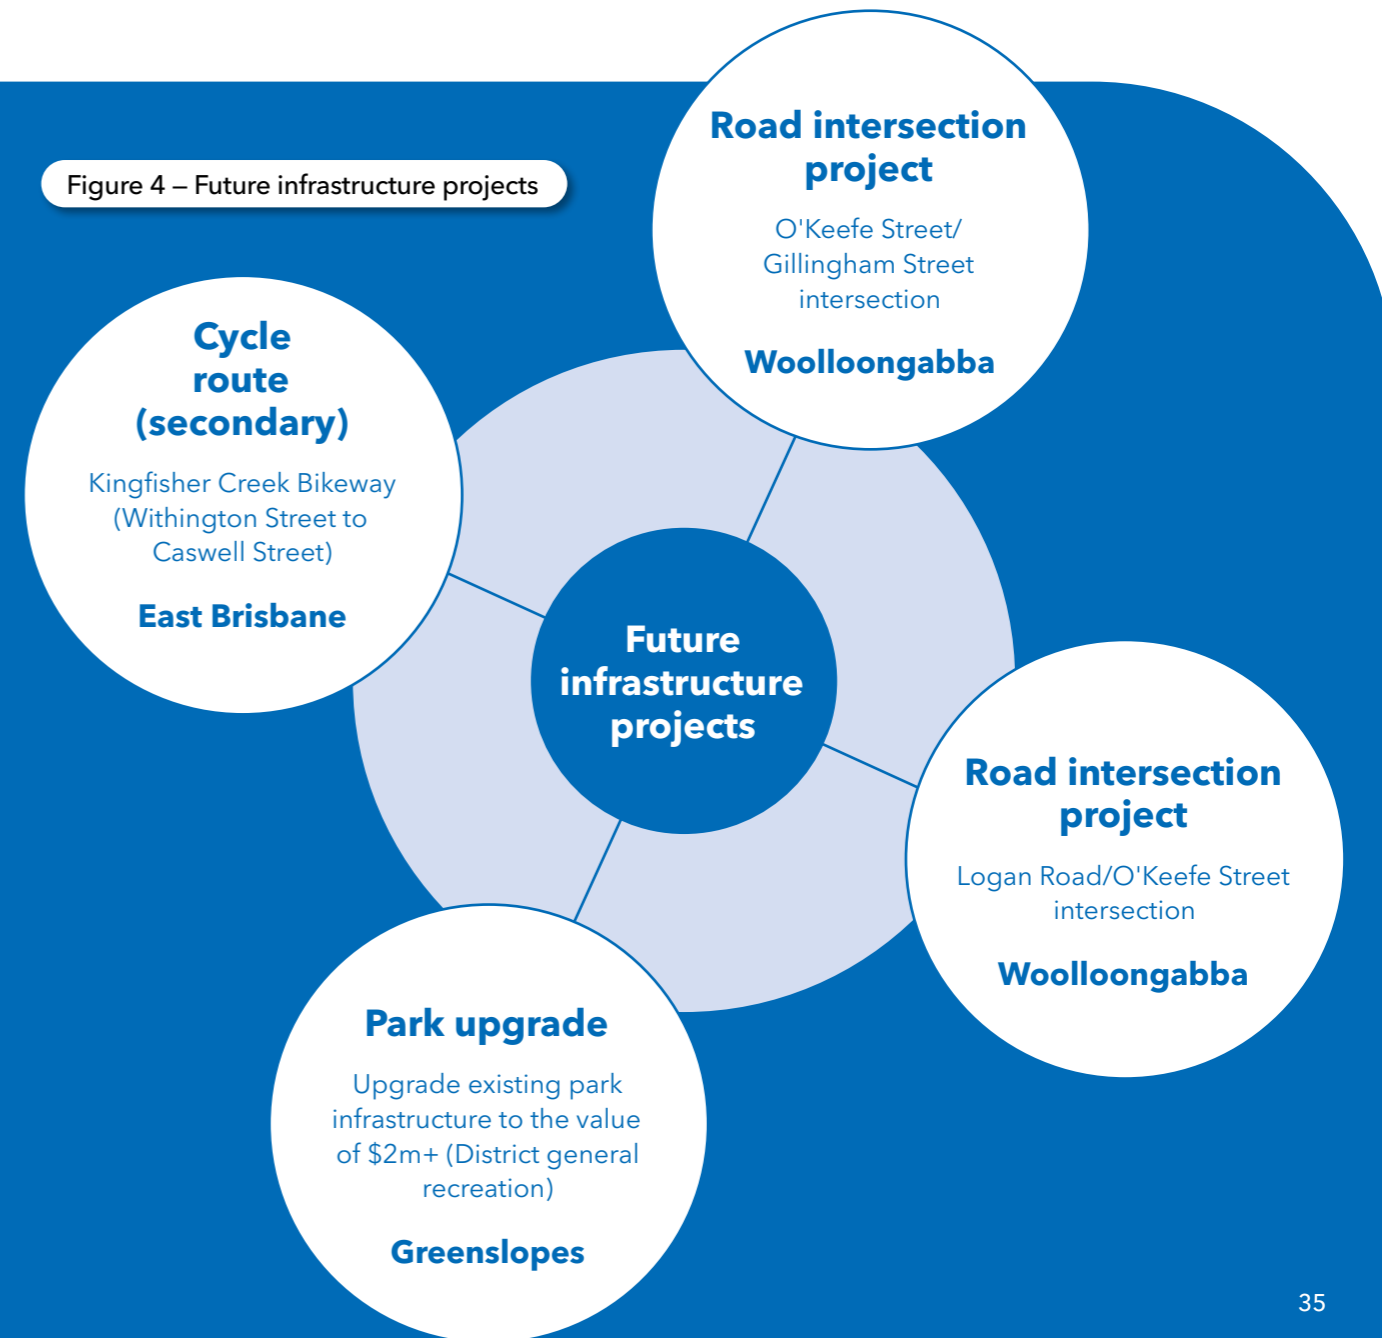 Figure 4 – Future infrastructure projects
Road intersection
project
O'Keefe Street/
Gillingham Street
intersection
Woolloongabba
Cycle
route
(secondary)
Kingfisher Creek Bikeway
(Withington Street to
Caswell Street)
East Brisbane
Future
infrastructure
projects
Road intersection
project
Logan Road/O'Keefe Street
intersection
Woolloongabba
Park upgrade
Upgrade existing park
infrastructure to the value
of $2m+ (District general
recreation)
Greenslopes
35